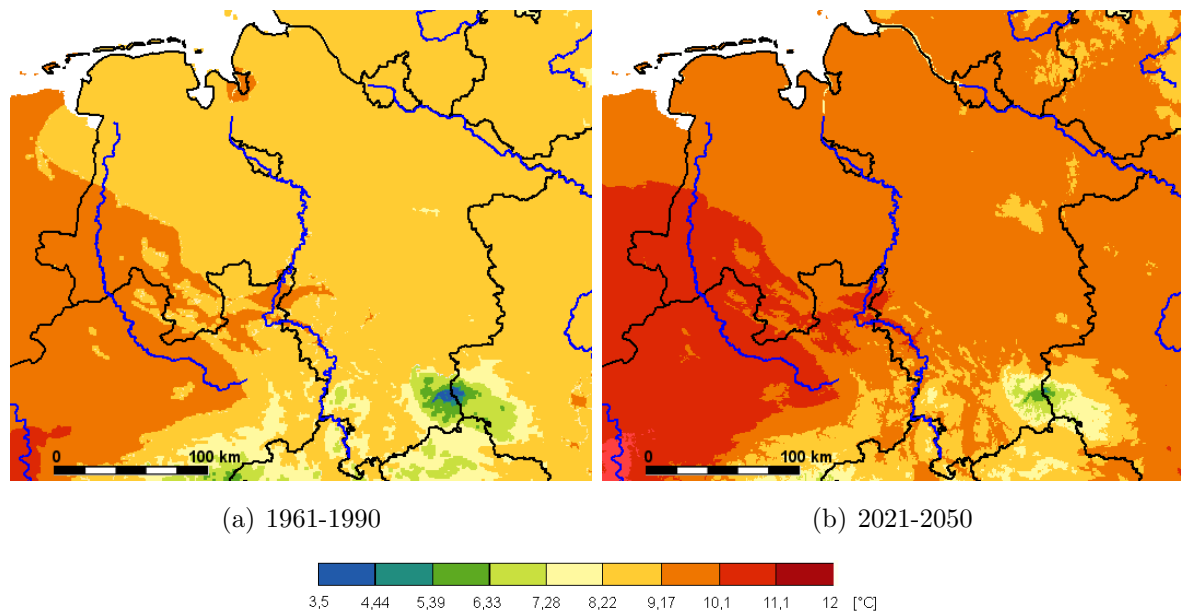 0 100 km
0 100 km
(a) 1961-1990
(b) 2021-2050
3,5 4,44 5,39 6,33 7,28 8,22 9,17 10,1 11,1 12 [°C]